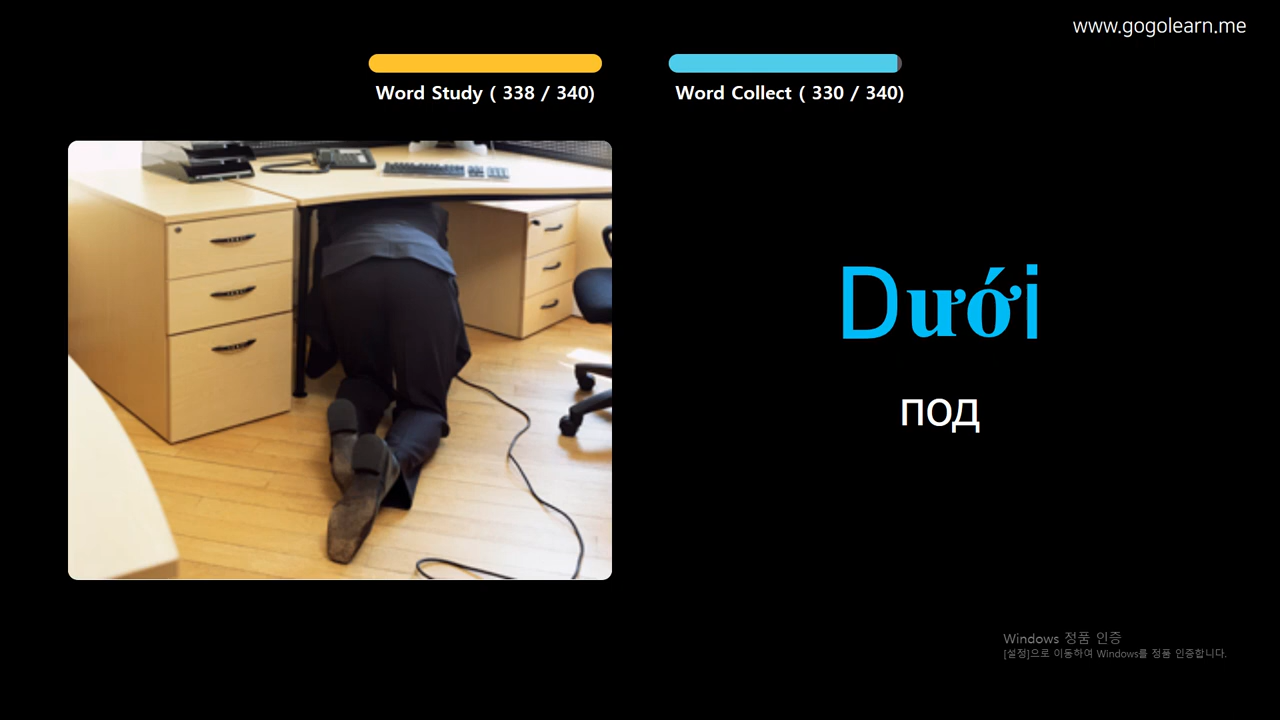 www.gogolearn.me
Word Study ( 338 / 340)
Word Collect ( 330 / 340)
Dưới
под
Windows 정품 인증
[설정]으로 이동하여 Windows를 정품 인증합니다.